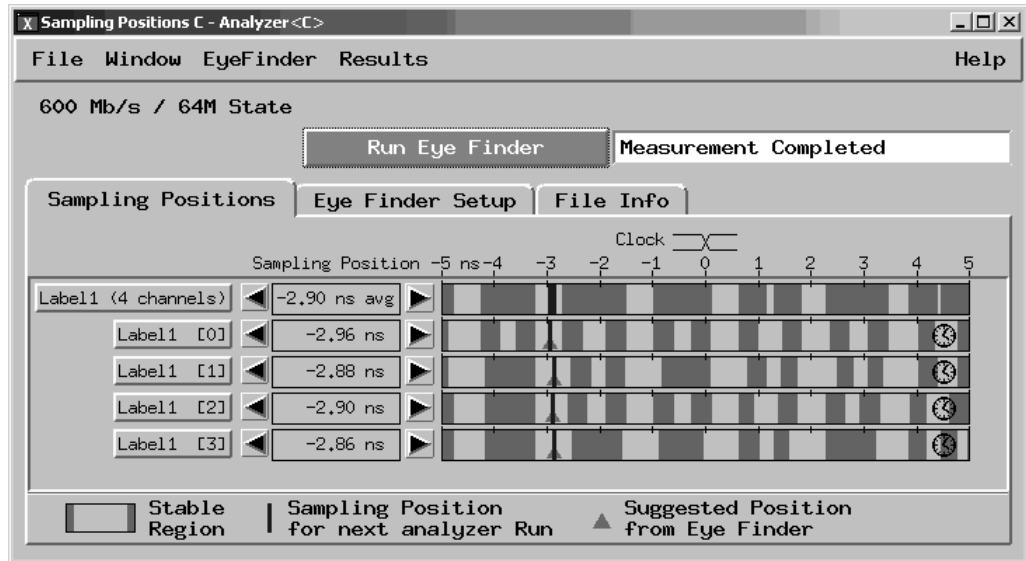 X Sampling Positions C - Analyzer<C>
File Window EyeFinder Results Help
600 Mb/s / 64M State
Run Eye Finder Measurement Completed
Sampling Positions Eye Finder Setup File Info
Clock
Sampling Position -5 ns -4 -3 -2 -1 0 1 2 3 4 5
Label1 (4 channels) -2.90 ns avg
Label1 [0] -2.96 ns
Label1 [1] -2.88 ns
Label1 [2] -2.90 ns
Label1 [3] -2.86 ns
Stable Sampling Position Suggested Position
Region for next analyzer Run from Eye Finder